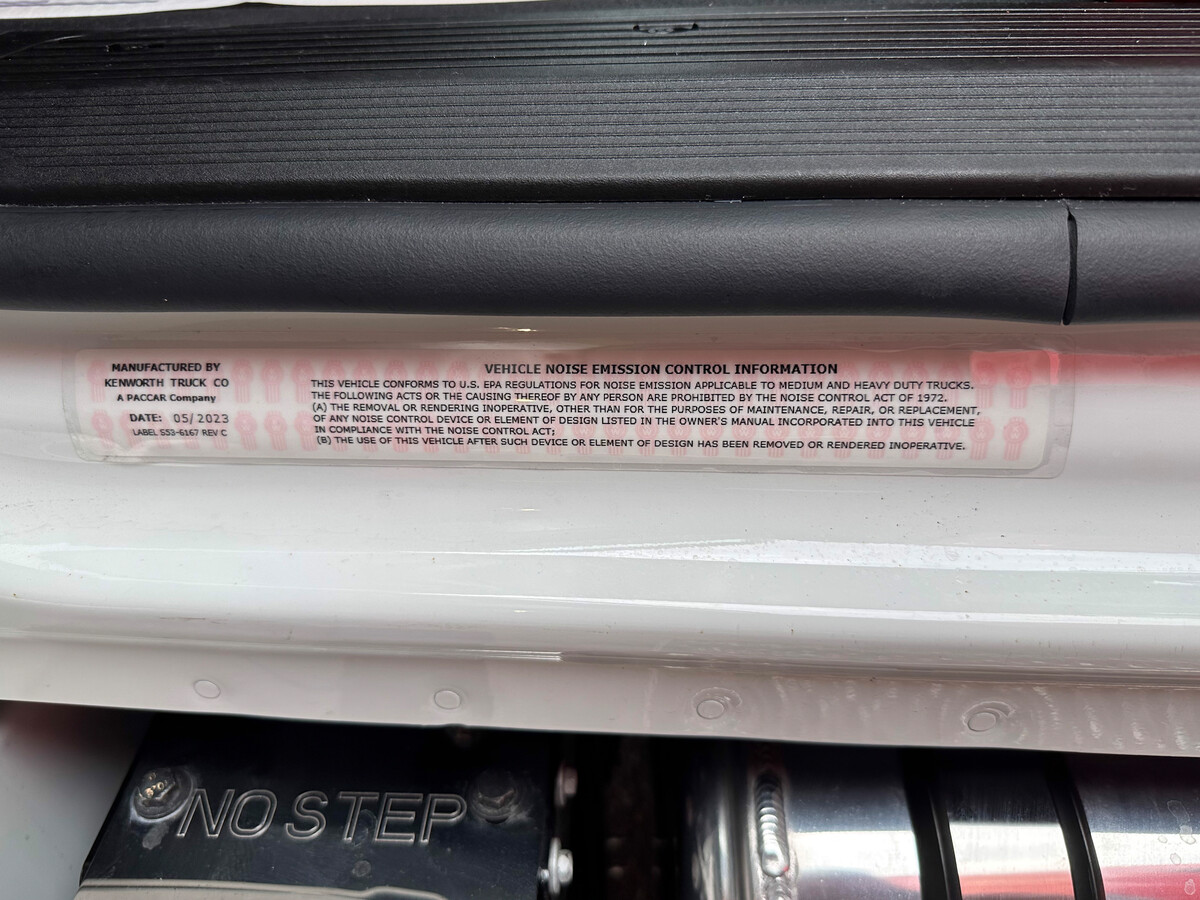 MANUFACTURED BY
KENWORTH TRUCK CO
A PACCAR Company
DATE: 05/2023
LABEL S53-6167 REV C
VEHICLE NOISE EMISSION CONTROL INFORMATION
THIS VEHICLE CONFORMS TO U.S. EPA REGULATIONS FOR NOISE EMISSION APPLICABLE TO MEDIUM AND HEAVY DUTY TRUCKS.
THE FOLLOWING ACTS OR THE CAUSING THEREOF BY ANY PERSON ARE PROHIBITED BY THE NOISE CONTROL ACT OF 1972.
(A) THE REMOVAL OR RENDERING INOPERATIVE, OTHER THAN FOR THE PURPOSES OF MAINTENANCE, REPAIR, OR REPLACEMENT,
OF ANY NOISE CONTROL DEVICE OR ELEMENT OF DESIGN LISTED IN THE OWNER'S MANUAL INCORPORATED INTO THIS VEHICLE
IN COMPLIANCE WITH THE NOISE CONTROL ACT;
(B) THE USE OF THIS VEHICLE AFTER SUCH DEVICE OR ELEMENT OF DESIGN HAS BEEN REMOVED OR RENDERED INOPERATIVE.
NO STEP